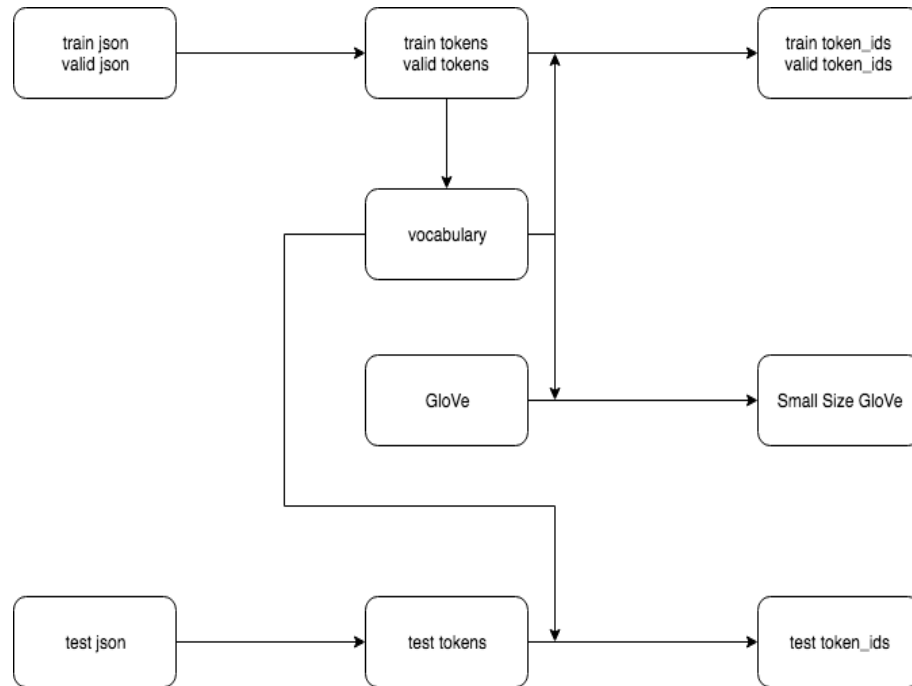 train json
valid json
train tokens
valid tokens
train token_ids
valid token_ids
vocabulary
GloVe
Small Size GloVe
test json
test tokens
test token_ids